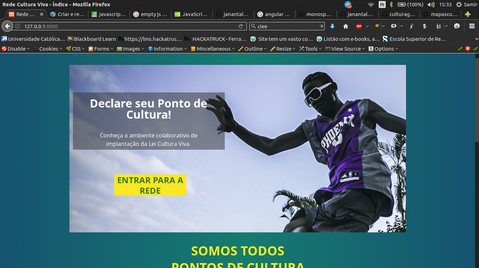 Rede Cultura Viva - Índice - Mozilla Firefox
(100%) 15:33 Samir
Rede... Criar e re javascrip... empty js JavaScri... angular janantal... monosp... janantal... culturag... mapascu...
127.0.0.1:5000
clee
Universidade Católica... Blackboard Learn https://lms.hackatruc... HACKATRUCK - Ferra... Site tem um vasto co... Listão com e-books, a... Escola Superior de Re...
Disable Cookies CSS Forms Images Information Miscellaneous Outline Resize Tools View Source Options
Declare seu Ponto de
Cultura!
Conheça o ambiente colaborativo de
implantação da Lei Cultura Viva.
ENTRAR PARA A
REDE
PHOENIX
SOMOS TODOS
PONTOS DE CULTURA